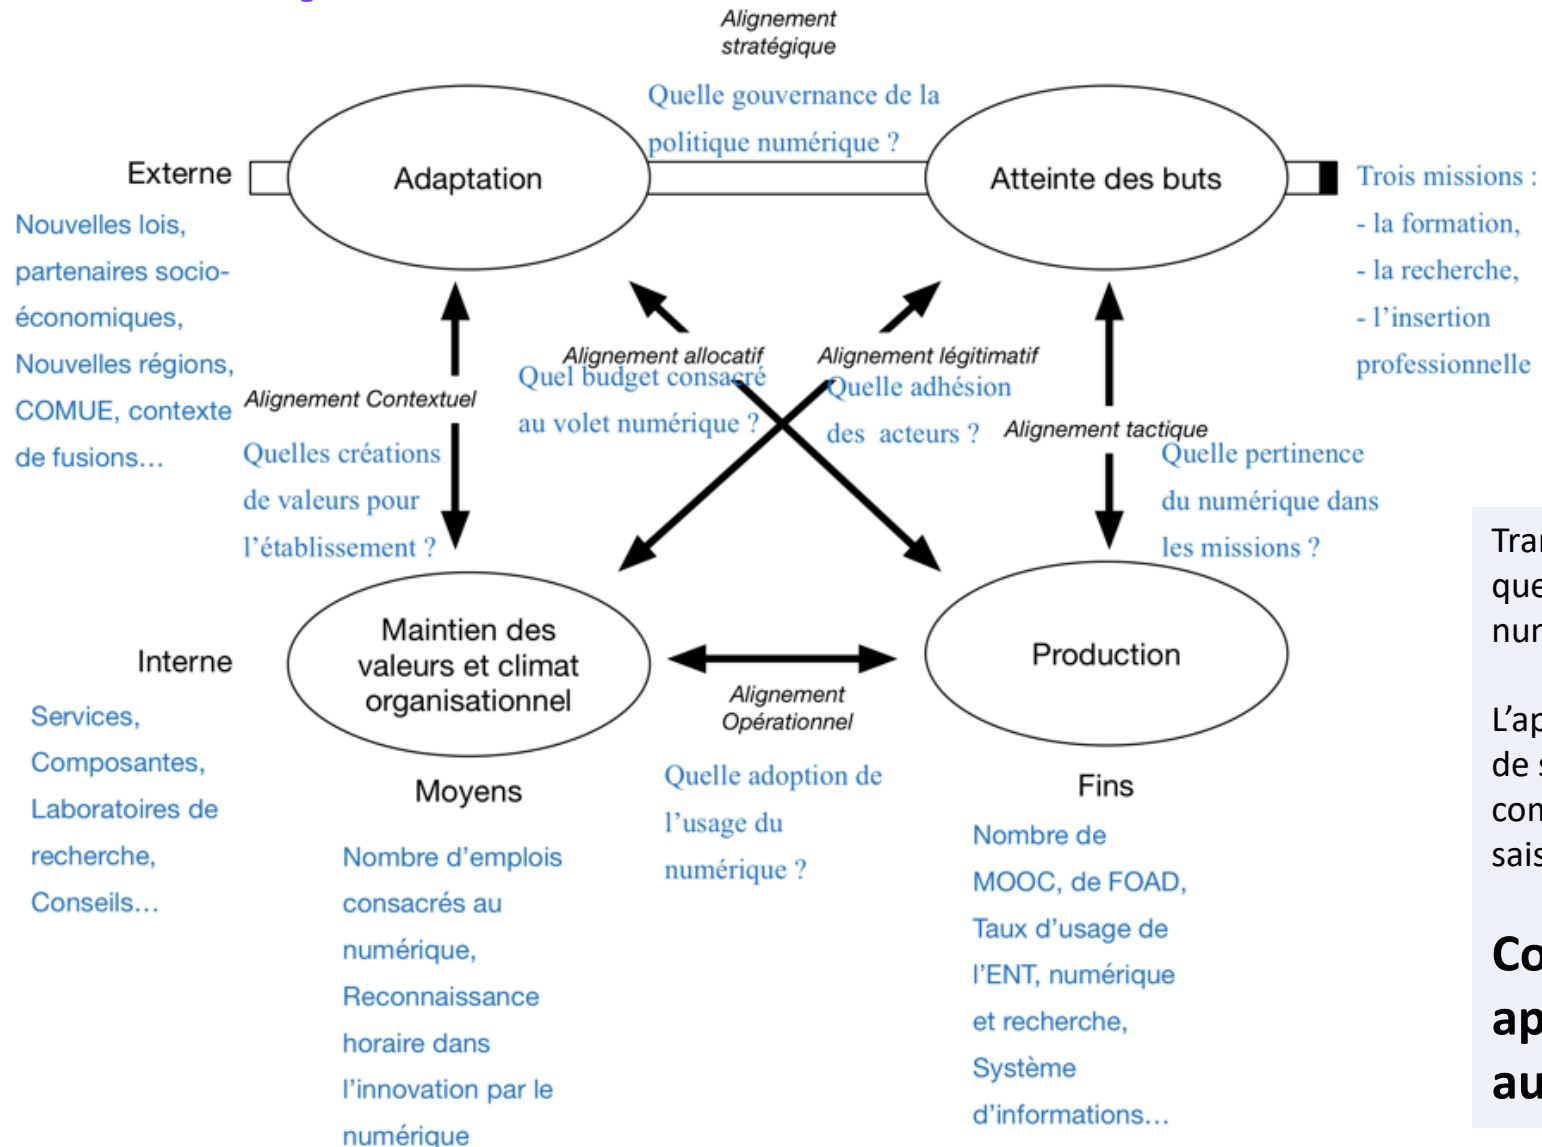 Alignement
stratégique
Quelle gouvernance de la
politique numérique ?
Externe
Adaptation
Atteinte des buts
Nouvelles lois,
partenaires socio-
économiques,
Nouvelles régions,
COMUE, contexte
de fusions…
Trois missions :
- la formation,
- la recherche,
- l’insertion
professionnelle
Alignement Contextuel
Quelles créations
de valeurs pour
l’établissement ?
Alignement allocatif
Quel budget consacré
au volet numérique ?
Alignement légitimatif
Quelle adhésion
des acteurs ?
Alignement tactique
Quelle pertinence
du numérique dans
les missions ?
Interne
Maintien des
valeurs et climat
organisationnel
Production
Services,
Composantes,
Laboratoires de
recherche,
Conseils…
Alignement
Opérationnel
Quelle adoption de
l’usage du
numérique ?
Moyens
Nombre d’emplois
consacrés au
numérique,
Reconnaissance
horaire dans
l’innovation par le
numérique
Fins
Nombre de
MOOC, de FOAD,
Taux d’usage de
l’ENT, numérique
et recherche,
Système
d’informations…
de